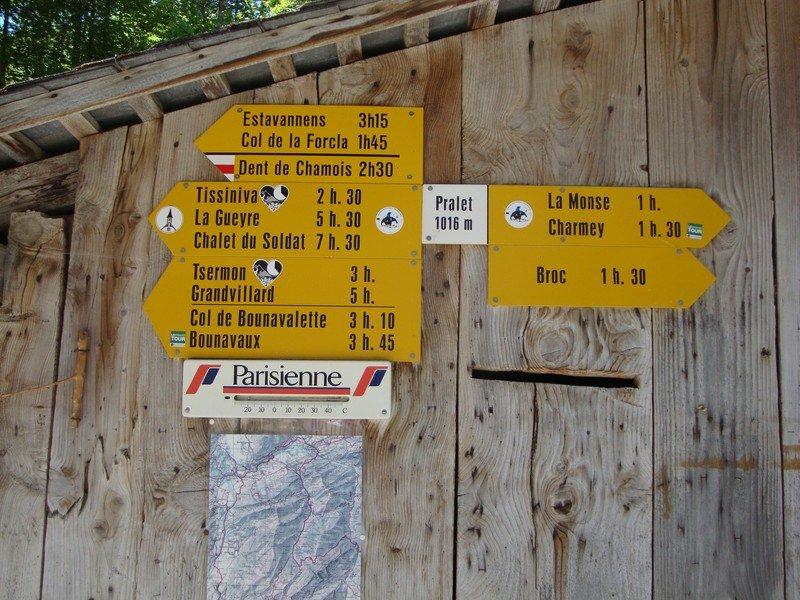 Estavannens 3h15
Col de la Forcla 1h45
Dent de Chamois 2h30
Tissiniva 2 h. 30
La Gueyre 5 h. 30
Chalet du Soldat 7 h. 30
Tsermon 3 h.
Grandvillard 5 h.
Col de Bounavalette 3 h. 10
TOUR Bounavaux 3 h. 45
Pralet
1016 m
La Monse 1 h.
Charmey 1 h. 30 TOUR
Broc 1 h. 30
Parisienne
20 10 0 10 20 30 40 C